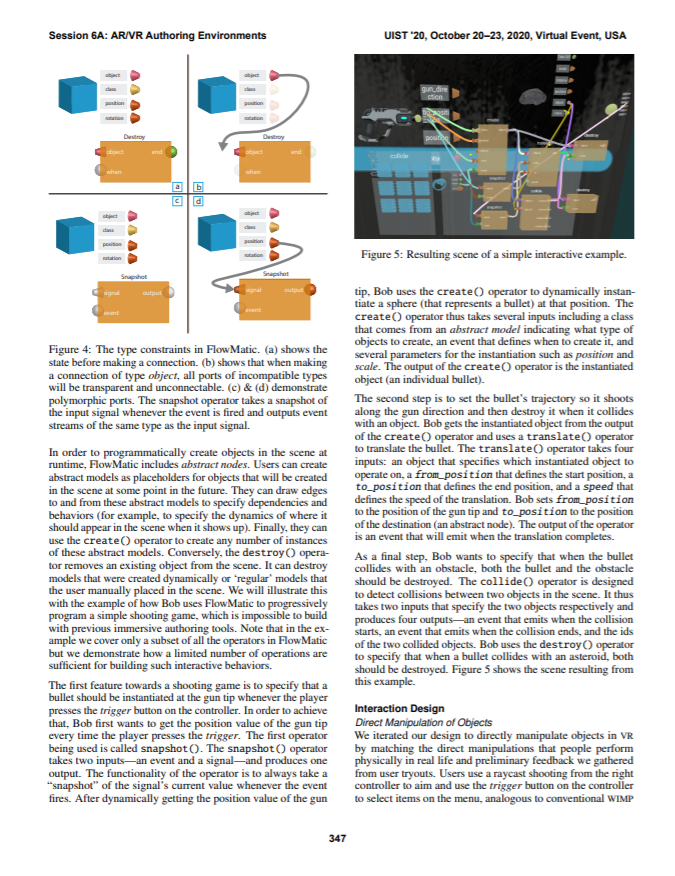 Session 6A: AR/VR Authoring Environments
UIST '20, October 20–23, 2020, Virtual Event, USA
object
class
position
rotation
Destroy
object end
when
a
object
class
position
rotation
Destroy
object end
when
b
c
object
class
position
rotation
Snapshot
signal output
event
d
object
class
position
rotation
Snapshot
signal output
event
Figure 4: The type constraints in FlowMatic. (a) shows the
state before making a connection. (b) shows that when making
a connection of type object, all ports of incompatible types
will be transparent and unconnectable. (c) & (d) demonstrate
polymorphic ports. The snapshot operator takes a snapshot of
the input signal whenever the event is fired and outputs event
streams of the same type as the input signal.
In order to programmatically create objects in the scene at
runtime, FlowMatic includes abstract nodes. Users can create
abstract models as placeholders for objects that will be created
in the scene at some point in the future. They can draw edges
to and from these abstract models to specify dependencies and
behaviors (for example, to specify the dynamics of where it
should appear in the scene when it shows up). Finally, they can
use the create() operator to create any number of instances
of these abstract models. Conversely, the destroy() opera-
tor removes an existing object from the scene. It can destroy
models that were created dynamically or 'regular' models that
the user manually placed in the scene. We will illustrate this
with the example of how Bob uses FlowMatic to progressively
program a simple shooting game, which is impossible to build
with previous immersive authoring tools. Note that in the ex-
ample we cover only a subset of all the operators in FlowMatic
but we demonstrate how a limited number of operations are
sufficient for building such interactive behaviors.
The first feature towards a shooting game is to specify that a
bullet should be instantiated at the gun tip whenever the player
presses the trigger button on the controller. In order to achieve
that, Bob first wants to get the position value of the gun tip
every time the player presses the trigger. The first operator
being used is called snapshot(). The snapshot() operator
takes two inputs—an event and a signal—and produces one
output. The functionality of the operator is to always take a
“snapshot” of the signal's current value whenever the event
fires. After dynamically getting the position value of the gun
gun_dire
ction
position
collide
Figure 5: Resulting scene of a simple interactive example.
tip, Bob uses the create() operator to dynamically instan-
tiate a sphere (that represents a bullet) at that position. The
create() operator thus takes several inputs including a class
that comes from an abstract model indicating what type of
objects to create, an event that defines when to create it, and
several parameters for the instantiation such as position and
scale. The output of the create() operator is the instantiated
object (an individual bullet).
The second step is to set the bullet's trajectory so it shoots
along the gun direction and then destroy it when it collides
with an object. Bob gets the instantiated object from the output
of the create() operator and uses a translate() operator
to translate the bullet. The translate() operator takes four
inputs: an object that specifies which instantiated object to
operate on, a from_position that defines the start position, a
to_position that defines the end position, and a speed that
defines the speed of the translation. Bob sets from_position
to the position of the gun tip and to_position to the position
of the destination (an abstract node). The output of the operator
is an event that will emit when the translation completes.
As a final step, Bob wants to specify that when the bullet
collides with an obstacle, both the bullet and the obstacle
should be destroyed. The collide() operator is designed
to detect collisions between two objects in the scene. It thus
takes two inputs that specify the two objects respectively and
produces four outputs—an event that emits when the collision
starts, an event that emits when the collision ends, and the ids
of the two collided objects. Bob uses the destroy() operator
to specify that when a bullet collides with an asteroid, both
should be destroyed. Figure 5 shows the scene resulting from
this example.
Interaction Design
Direct Manipulation of Objects
We iterated our design to directly manipulate objects in VR
by matching the direct manipulations that people perform
physically in real life and preliminary feedback we gathered
from user tryouts. Users use a raycast shooting from the right
controller to aim and use the trigger button on the controller
to select items on the menu, analogous to conventional WIMP
347